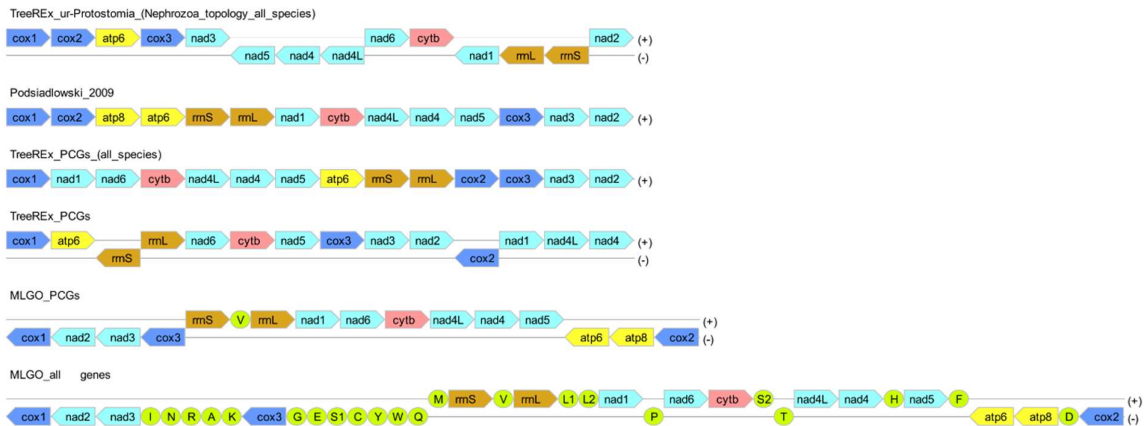 TreeREx_ur-Protostomia_(Nephrozoa_topology_all_species)
cox1 cox2 atp6 cox3 nad3 nad6 cytb nad2 (+)
nad5 nad4 nad4L nad1 rrnL rrnS (-)
Podsiadlowski_2009
cox1 cox2 atp8 atp6 rrnS rrnL nad1 cytb nad4L nad4 nad5 cox3 nad3 nad2 (+)
TreeREx_PCGs_(all_species)
cox1 nad1 nad6 cytb nad4L nad4 nad5 atp6 rrnS rrnL cox2 cox3 nad3 nad2 (+)
TreeREx_PCGs
cox1 atp6 rrnL nad6 cytb nad5 cox3 nad3 nad2 nad1 nad4L nad4 (+)
rrnS cox2 (-)
MLGO_PCGs
rrnS V rrnL nad1 nad6 cytb nad4L nad4 nad5 (+)
cox1 nad2 nad3 cox3 atp6 atp8 cox2 (-)
MLGO_all genes
M rrnS V rrnL L1 L2 nad1 nad6 cytb S2 nad4L nad4 H nad5 F (+)
cox1 nad2 nad3 I N R A K cox3 G E S1 C Y W Q P T atp6 atp8 D cox2 (-)